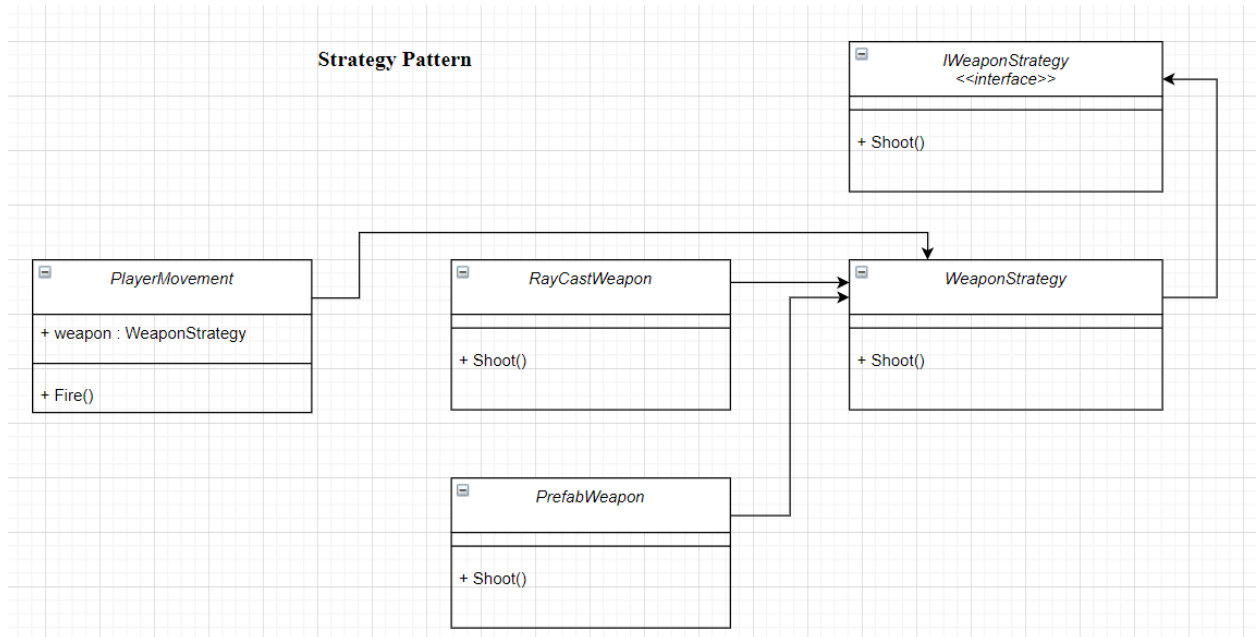 Strategy Pattern
IWeaponStrategy
<<interface>>
+ Shoot()
PlayerMovement
+ weapon : WeaponStrategy
+ Fire()
RayCastWeapon
+ Shoot()
WeaponStrategy
+ Shoot()
PrefabWeapon
+ Shoot()